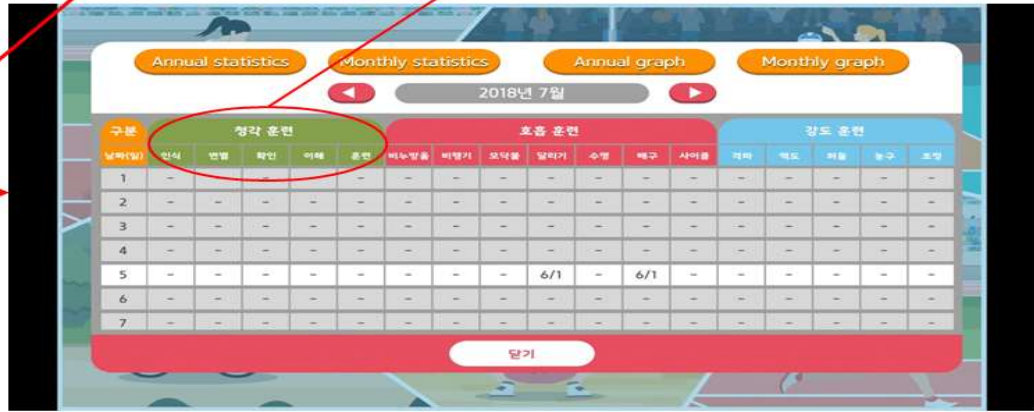 Annual statistics Monthly statistics Annual graph Monthly graph
2018년 7월
구분 청각 훈련 호흡 훈련 강도 훈련
날짜(일) 인식 변별 확인 이해 훈련 비누방울 비행기 모닥불 달리기 수영 배구 사이클 역도 허들 농구 조정
1 - - - - - - - - - - - - - - - - -
2 - - - - - - - - - - - - - - - - -
3 - - - - - - - - - - - - - - - - -
4 - - - - - - - - - - - - - - - - -
5 - - - - - - - - 6/1 - 6/1 - - - - - -
6 - - - - - - - - - - - - - - - - -
7 - - - - - - - - - - - - - - - - -
닫기